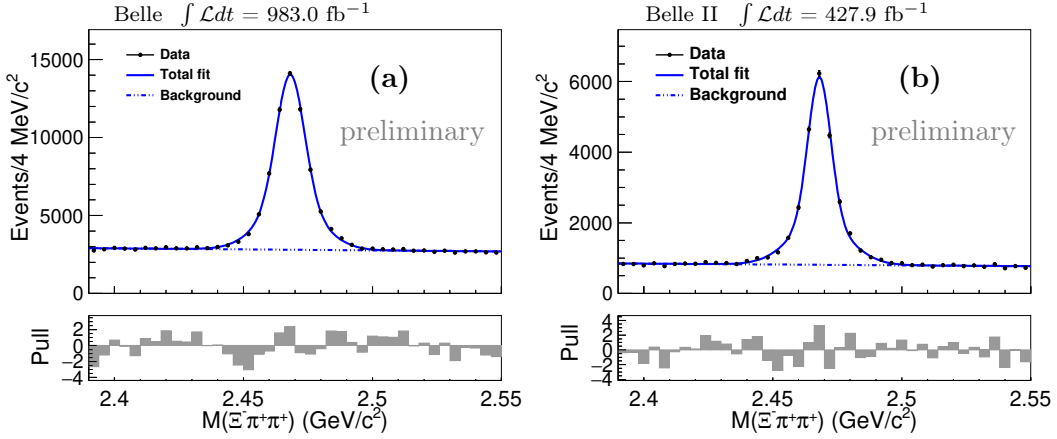 Belle ∫ ℒdt = 983.0 fb⁻¹
15000
10000
5000
0
Events/4 MeV/c²
Data
Total fit
Background
(a)
preliminary
2
0
−2
−4
Pull
2.4
2.45
2.5
2.55
M(Ξ⁻π⁺π⁺) (GeV/c²)
Belle II ∫ ℒdt = 427.9 fb⁻¹
6000
4000
2000
0
Events/4 MeV/c²
Data
Total fit
Background
(b)
preliminary
4
2
0
−2
−4
Pull
2.4
2.45
2.5
2.55
M(Ξ⁻π⁺π⁺) (GeV/c²)